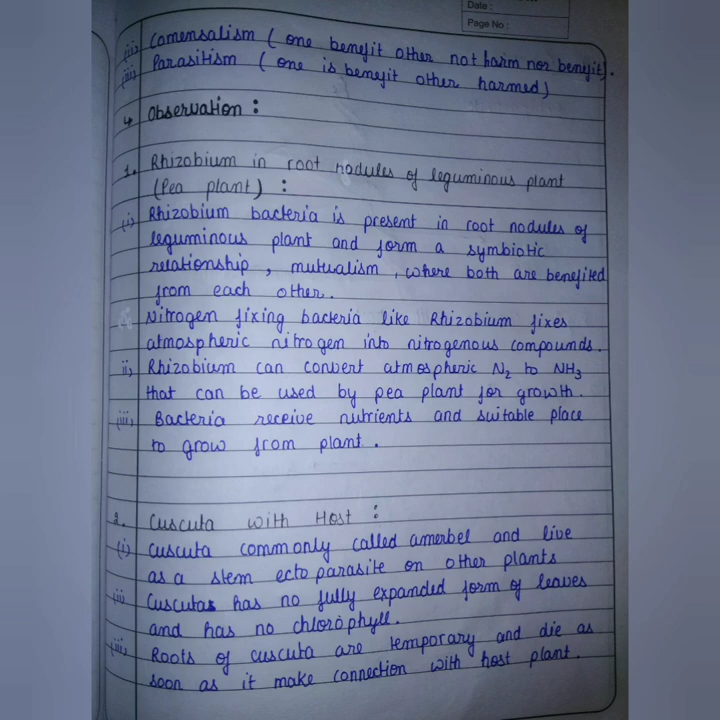 Date :
Page No :
(ii) Comensalism ( one benefit other not harm nor benefit).
(iii) Parasitism ( one is benefit other harmed)
↳ Observation :
1. Rhizobium in root nodules of leguminous plant
(Pea plant) :
(i) Rhizobium bacteria is present in root nodules of
leguminous plant and form a symbiotic
relationship , mutualism , where both are benefited
from each other.
Nitrogen fixing bacteria like Rhizobium fixes
atmospheric nitrogen into nitrogenous compounds.
ii, Rhizobium can convert atmospheric N₂ to NH₃
that can be used by pea plant for growth.
(iii, Bacteria receive nutrients and suitable place
to grow from plant .
2. Cuscuta with Host :
(i) Cuscuta commonly called amerbel and live
as a stem ectoparasite on other plants
(ii Cuscutas has no fully expanded form of leaves
and has no chlorophyll.
(iii, Roots of cuscuta are temporary and die as
soon as it make connection with host plant.